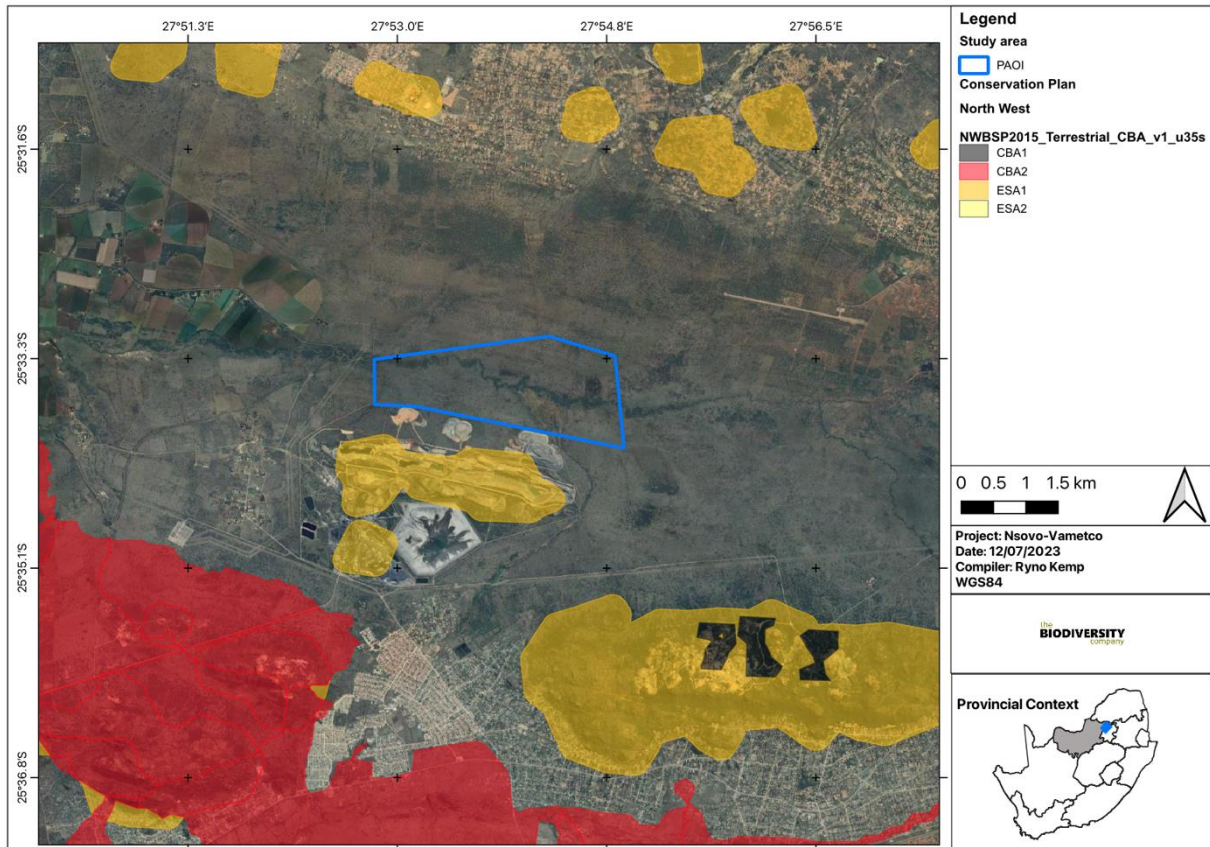 27°51.3'E 27°53.0'E 27°54.8'E 27°56.5'E
25°31.6'S
25°33.3'S
25°35.1'S
25°36.8'S
Legend
Study area
PAOI
Conservation Plan
North West
NWBSP2015_Terrestrial_CBA_v1_u35s
CBA1
CBA2
ESA1
ESA2
0 0.5 1 1.5 km
Project: Nsovo-Vametco
Date: 12/07/2023
Compiler: Ryno Kemp
WGS84
the
BIODIVERSITY
company
Provincial Context